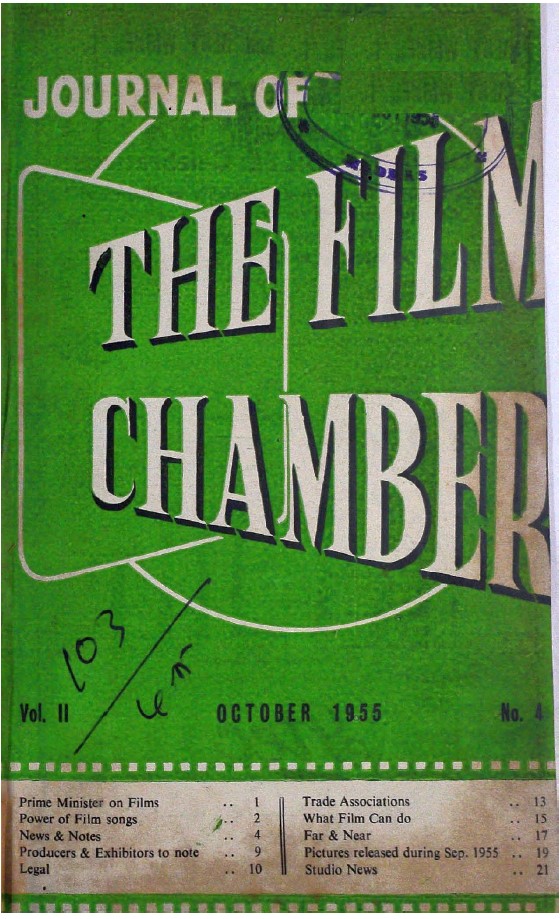 JOURNAL OF
THE FILM
CHAMBER
103
Vol. II OCTOBER 1955 No. 4
Prime Minister on Films .. 1
Power of Film songs .. 2
News & Notes .. 4
Producers & Exhibitors to note .. 9
Legal .. 10
Trade Associations .. 13
What Film Can do .. 15
Far & Near .. 17
Pictures released during Sep. 1955 .. 19
Studio News .. 21